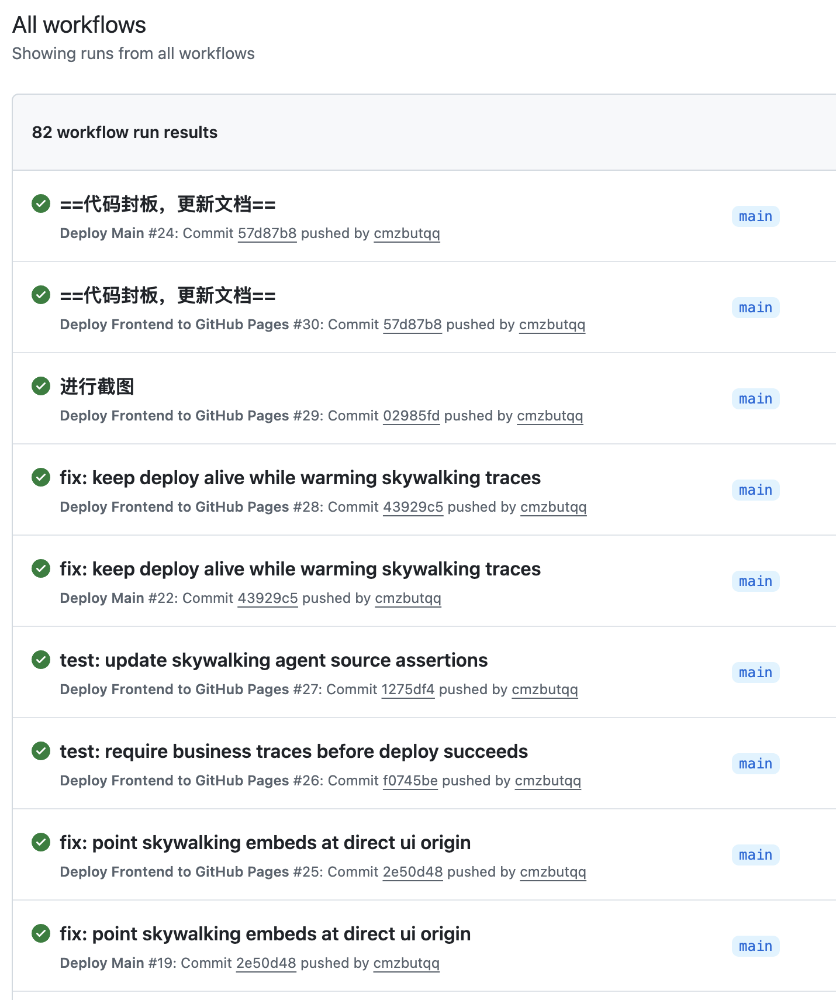 All workflows
Showing runs from all workflows
82 workflow run results
==代码封板，更新文档==
main
Deploy Main #24: Commit 57d87b8 pushed by cmzbutqq
==代码封板，更新文档==
main
Deploy Frontend to GitHub Pages #30: Commit 57d87b8 pushed by cmzbutqq
进行截图
main
Deploy Frontend to GitHub Pages #29: Commit 02985fd pushed by cmzbutqq
fix: keep deploy alive while warming skywalking traces
main
Deploy Frontend to GitHub Pages #28: Commit 43929c5 pushed by cmzbutqq
fix: keep deploy alive while warming skywalking traces
main
Deploy Main #22: Commit 43929c5 pushed by cmzbutqq
test: update skywalking agent source assertions
main
Deploy Frontend to GitHub Pages #27: Commit 1275df4 pushed by cmzbutqq
test: require business traces before deploy succeeds
main
Deploy Frontend to GitHub Pages #26: Commit f0745be pushed by cmzbutqq
fix: point skywalking embeds at direct ui origin
main
Deploy Frontend to GitHub Pages #25: Commit 2e50d48 pushed by cmzbutqq
fix: point skywalking embeds at direct ui origin
main
Deploy Main #19: Commit 2e50d48 pushed by cmzbutqq